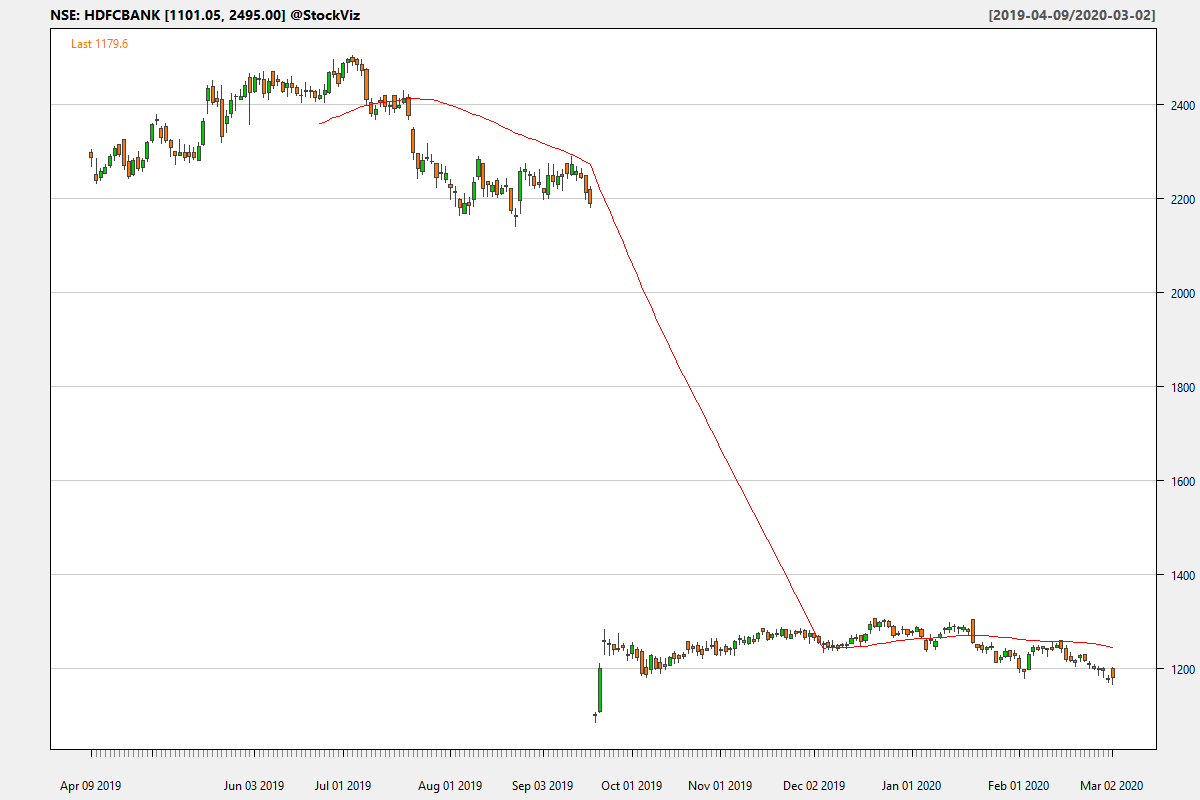 NSE: HDFCBANK [1101.05, 2495.00] @StockViz
[2019-04-09/2020-03-02]
Last 1179.6
2400
2200
2000
1800
1600
1400
1200
Apr 09 2019
Jun 03 2019
Jul 01 2019
Aug 01 2019
Sep 03 2019
Oct 01 2019
Nov 01 2019
Dec 02 2019
Jan 01 2020
Feb 01 2020
Mar 02 2020